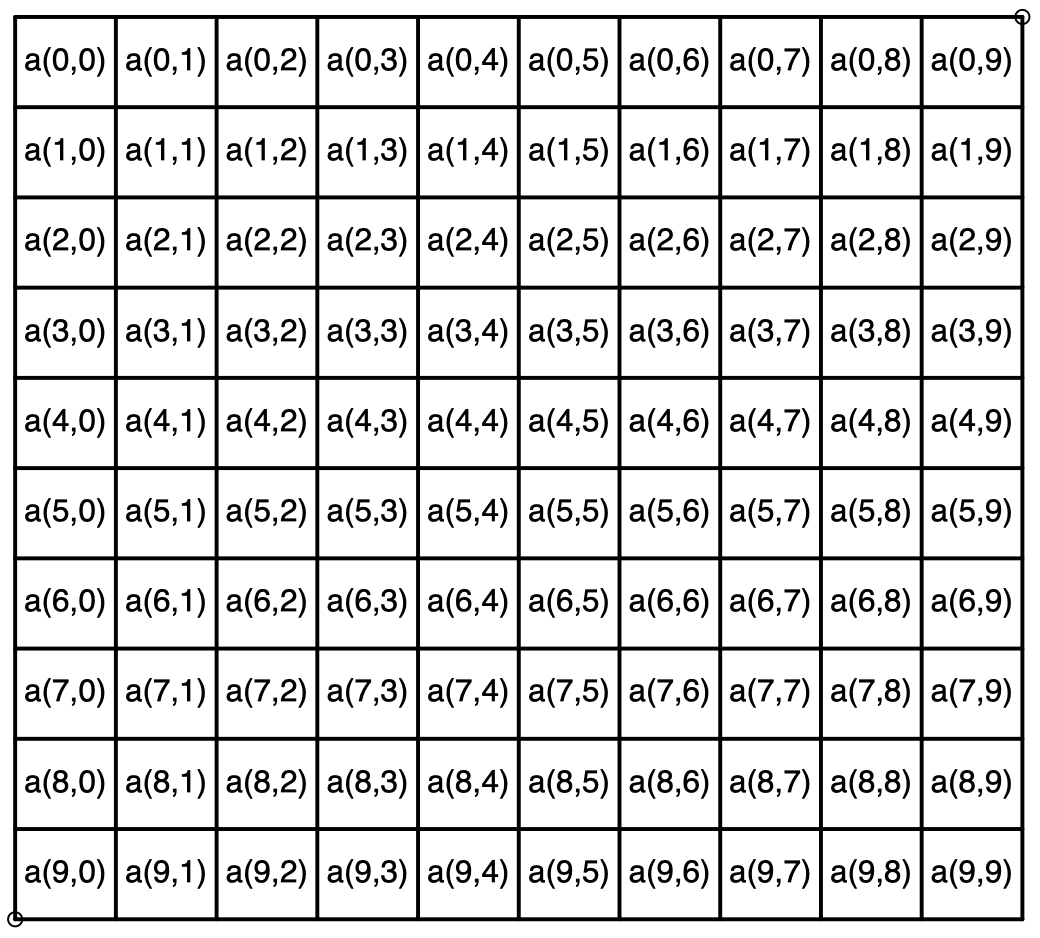 a(0,0) a(0,1) a(0,2) a(0,3) a(0,4) a(0,5) a(0,6) a(0,7) a(0,8) a(0,9)
a(1,0) a(1,1) a(1,2) a(1,3) a(1,4) a(1,5) a(1,6) a(1,7) a(1,8) a(1,9)
a(2,0) a(2,1) a(2,2) a(2,3) a(2,4) a(2,5) a(2,6) a(2,7) a(2,8) a(2,9)
a(3,0) a(3,1) a(3,2) a(3,3) a(3,4) a(3,5) a(3,6) a(3,7) a(3,8) a(3,9)
a(4,0) a(4,1) a(4,2) a(4,3) a(4,4) a(4,5) a(4,6) a(4,7) a(4,8) a(4,9)
a(5,0) a(5,1) a(5,2) a(5,3) a(5,4) a(5,5) a(5,6) a(5,7) a(5,8) a(5,9)
a(6,0) a(6,1) a(6,2) a(6,3) a(6,4) a(6,5) a(6,6) a(6,7) a(6,8) a(6,9)
a(7,0) a(7,1) a(7,2) a(7,3) a(7,4) a(7,5) a(7,6) a(7,7) a(7,8) a(7,9)
a(8,0) a(8,1) a(8,2) a(8,3) a(8,4) a(8,5) a(8,6) a(8,7) a(8,8) a(8,9)
a(9,0) a(9,1) a(9,2) a(9,3) a(9,4) a(9,5) a(9,6) a(9,7) a(9,8) a(9,9)